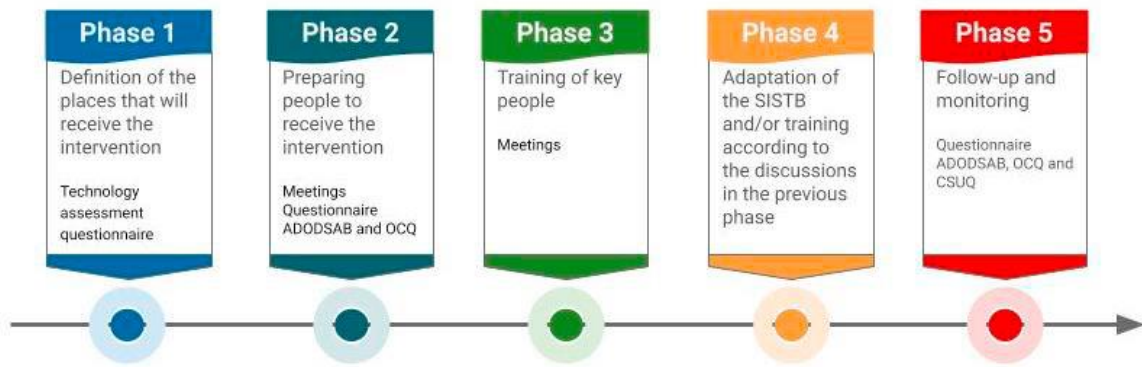 Phase 1
Definition of the
places that will
receive the
intervention
Technology
assessment
questionnaire
Phase 2
Preparing
people to
receive the
intervention
Meetings
Questionnaire
ADODSAB and OCQ
Phase 3
Training of key
people
Meetings
Phase 4
Adaptation of
the SISTB
and/or training
according to
the discussions
in the previous
phase
Phase 5
Follow-up and
monitoring
Questionnaire
ADODSAB, OCQ and
CSUQ